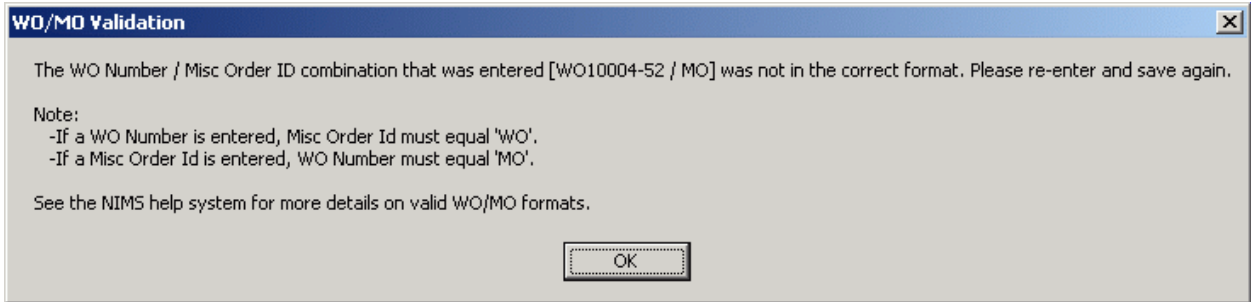 WO/MO Validation
The WO Number / Misc Order ID combination that was entered [WO10004-52 / MO] was not in the correct format. Please re-enter and save again.
Note:
-If a WO Number is entered, Misc Order Id must equal 'WO'.
-If a Misc Order Id is entered, WO Number must equal 'MO'.
See the NIMS help system for more details on valid WO/MO formats.
OK